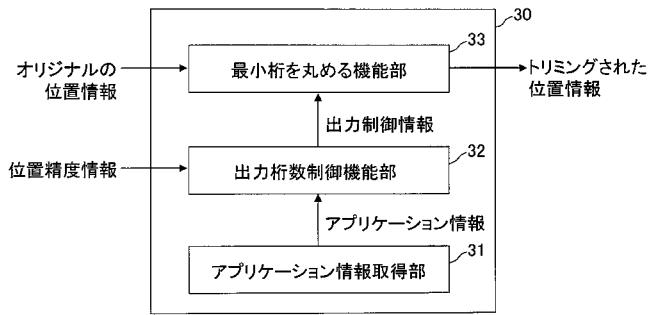 30
33
オリジナルの
位置情報
最小桁を丸める機能部
トリミングされた
位置情報
出力制御情報
32
位置精度情報
出力桁数制御機能部
アプリケーション情報
31
アプリケーション情報取得部